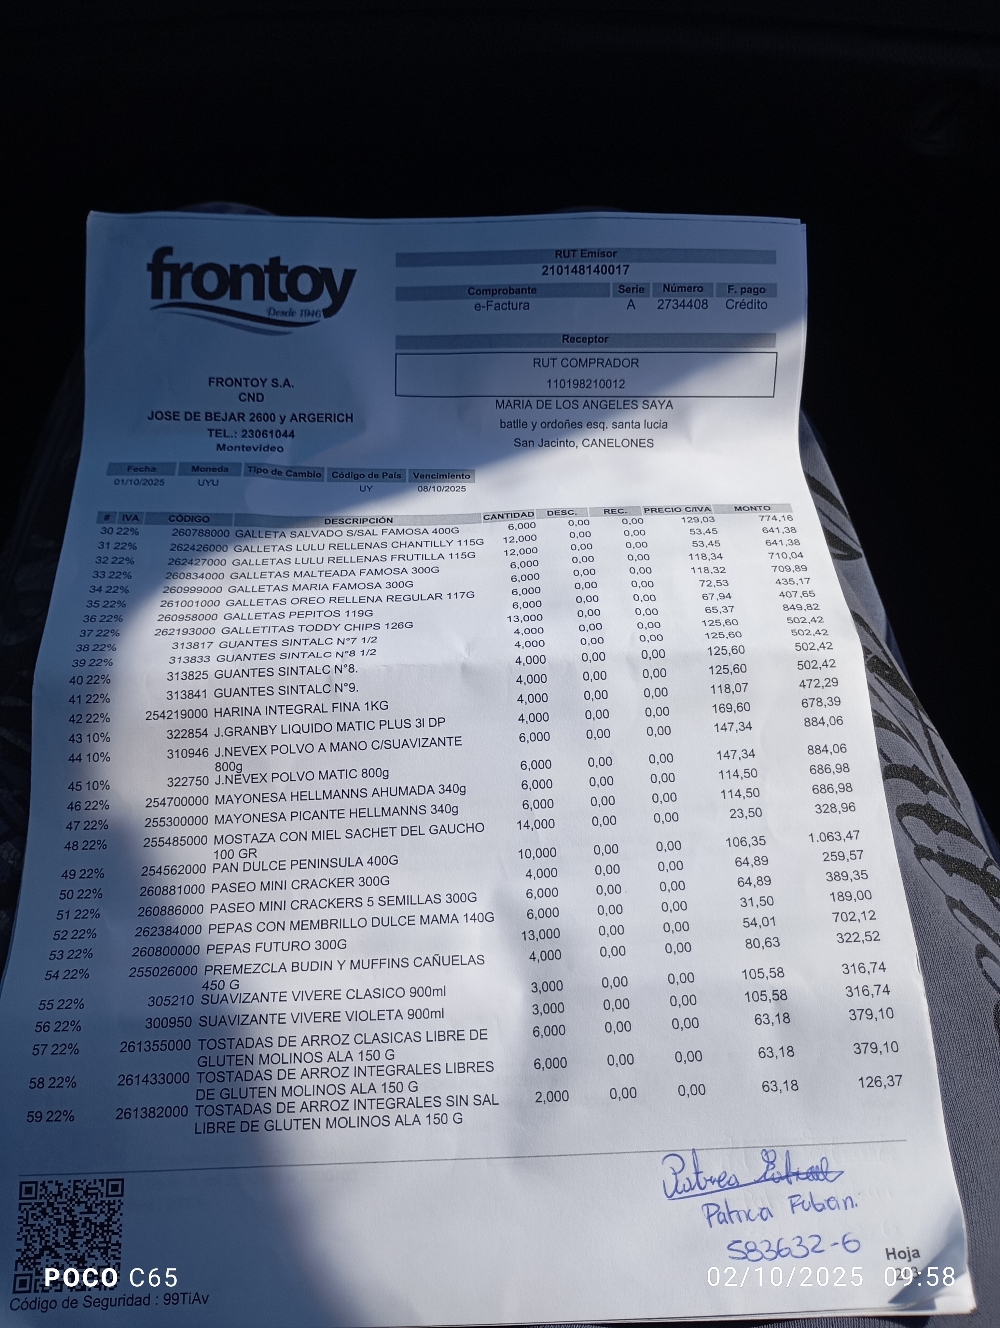 frontoy
Desde 1946
RUT Emisor
210148140017
Comprobante Serie Número F. pago
e-Factura A 2734408 Crédito
Receptor
RUT COMPRADOR
110198210012
MARIA DE LOS ANGELES SAYA
batlle y ordoñes esq. santa lucia
San Jacinto, CANELONES
FRONTOY S.A.
CND
JOSE DE BEJAR 2600 y ARGERICH
TEL.: 23061044
Montevideo
Fecha Moneda Tipo de Cambio Código de País Vencimiento
01/10/2025 UYU UY 08/10/2025
# IVA CÓDIGO DESCRIPCIÓN CANTIDAD DESC. REC. PRECIO C/IVA MONTO
30 22% 260788000 GALLETA SALVADO S/SAL FAMOSA 400G 6,000 0,00 0,00 129,03 774,16
31 22% 262426000 GALLETAS LULU RELLENAS CHANTILLY 115G 12,000 0,00 0,00 53,45 641,38
32 22% 262427000 GALLETAS LULU RELLENAS FRUTILLA 115G 12,000 0,00 0,00 53,45 641,38
33 22% 260834000 GALLETAS MALTEADA FAMOSA 300G 6,000 0,00 0,00 118,34 710,04
34 22% 260999000 GALLETAS MARIA FAMOSA 300G 6,000 0,00 0,00 118,32 709,89
35 22% 261001000 GALLETAS OREO RELLENA REGULAR 117G 6,000 0,00 0,00 72,53 435,17
36 22% 260958000 GALLETAS PEPITOS 119G 6,000 0,00 0,00 67,94 407,65
37 22% 262193000 GALLETITAS TODDY CHIPS 126G 13,000 0,00 0,00 65,37 849,82
38 22% 313817 GUANTES SINTALC N°7 1/2 4,000 0,00 0,00 125,60 502,42
39 22% 313833 GUANTES SINTALC N°8 1/2 4,000 0,00 0,00 125,60 502,42
40 22% 313825 GUANTES SINTALC N°8. 4,000 0,00 0,00 125,60 502,42
41 22% 313841 GUANTES SINTALC N°9. 4,000 0,00 0,00 125,60 502,42
42 22% 254219000 HARINA INTEGRAL FINA 1KG 4,000 0,00 0,00 118,07 472,29
43 10% 322854 J.GRANBY LIQUIDO MATIC PLUS 3l DP 4,000 0,00 0,00 169,60 678,39
44 10% 310946 J.NEVEX POLVO A MANO C/SUAVIZANTE 6,000 0,00 0,00 147,34 884,06
800g
45 10% 322750 J.NEVEX POLVO MATIC 800g 6,000 0,00 0,00 147,34 884,06
46 22% 254700000 MAYONESA HELLMANNS AHUMADA 340g 6,000 0,00 0,00 114,50 686,98
47 22% 255300000 MAYONESA PICANTE HELLMANNS 340g 6,000 0,00 0,00 114,50 686,98
48 22% 255485000 MOSTAZA CON MIEL SACHET DEL GAUCHO 14,000 0,00 0,00 23,50 328,96
100 GR
49 22% 254562000 PAN DULCE PENINSULA 400G 10,000 0,00 0,00 106,35 1.063,47
50 22% 260881000 PASEO MINI CRACKER 300G 4,000 0,00 0,00 64,89 259,57
51 22% 260886000 PASEO MINI CRACKERS 5 SEMILLAS 300G 6,000 0,00 0,00 64,89 389,35
52 22% 262384000 PEPAS CON MEMBRILLO DULCE MAMA 140G 6,000 0,00 0,00 31,50 189,00
53 22% 260800000 PEPAS FUTURO 300G 13,000 0,00 0,00 54,01 702,12
54 22% 255026000 PREMEZCLA BUDIN Y MUFFINS CAÑUELAS 4,000 0,00 0,00 80,63 322,52
450 G
55 22% 305210 SUAVIZANTE VIVERE CLASICO 900ml 3,000 0,00 0,00 105,58 316,74
56 22% 300950 SUAVIZANTE VIVERE VIOLETA 900ml 3,000 0,00 0,00 105,58 316,74
57 22% 261355000 TOSTADAS DE ARROZ CLASICAS LIBRE DE 6,000 0,00 0,00 63,18 379,10
GLUTEN MOLINOS ALA 150 G
58 22% 261433000 TOSTADAS DE ARROZ INTEGRALES LIBRES 6,000 0,00 0,00 63,18 379,10
DE GLUTEN MOLINOS ALA 150 G
59 22% 261382000 TOSTADAS DE ARROZ INTEGRALES SIN SAL 2,000 0,00 0,00 63,18 126,37
LIBRE DE GLUTEN MOLINOS ALA 150 G
Patrica
583632-6
Hoja
Código de Seguridad : 99TiAv
POCO C65
02/10/2025 09:58